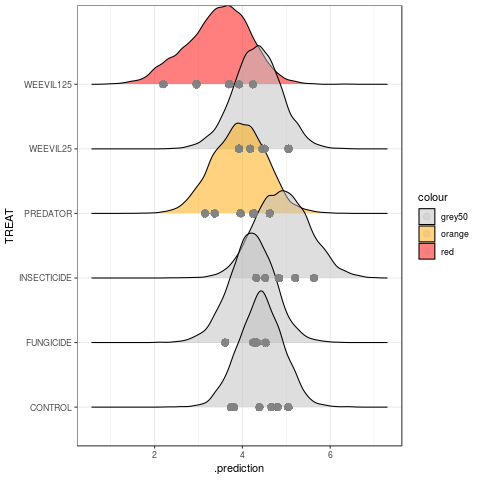 TREAT
WEEVIL125
WEEVIL25
PREDATOR
INSECTICIDE
FUNGICIDE
CONTROL
2 4 6
.prediction
colour
grey50
orange
red